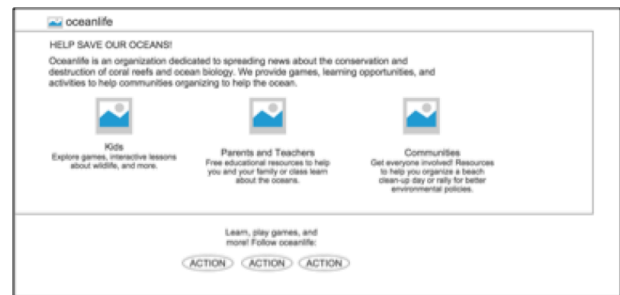 oceanlife
HELP SAVE OUR OCEANS!
Oceanlife is an organization dedicated to spreading news about the conservation and
destruction of coral reefs and ocean biology. We provide games, learning opportunities, and
activities to help communities organizing to help the ocean.
Kids
Explore games, interactive lessons
about wildlife, and more.
Parents and Teachers
Free educational resources to help
you and your family or class learn
about the oceans.
Communities
Get everyone involved! Resources
to help you organize a beach
clean-up day or rally for better
environmental policies.
Learn, play games, and
more! Follow oceanlife:
ACTION ACTION ACTION